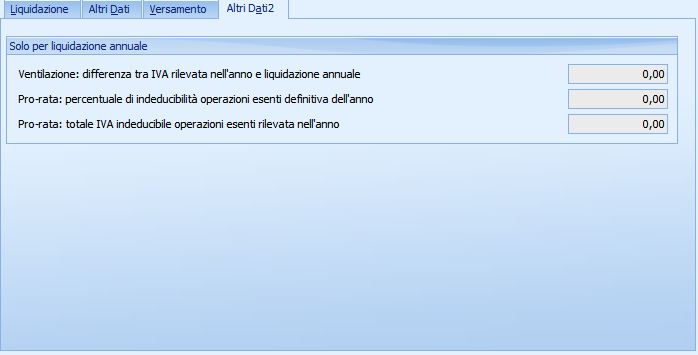 Liquidazione Altri Dati Versamento Altri Dati2
Solo per liquidazione annuale
Ventilazione: differenza tra IVA rilevata nell'anno e liquidazione annuale 0,00
Pro-rata: percentuale di indeducibilità operazioni esenti definitiva dell'anno 0,00
Pro-rata: totale IVA indeducibile operazioni esenti rilevata nell'anno 0,00